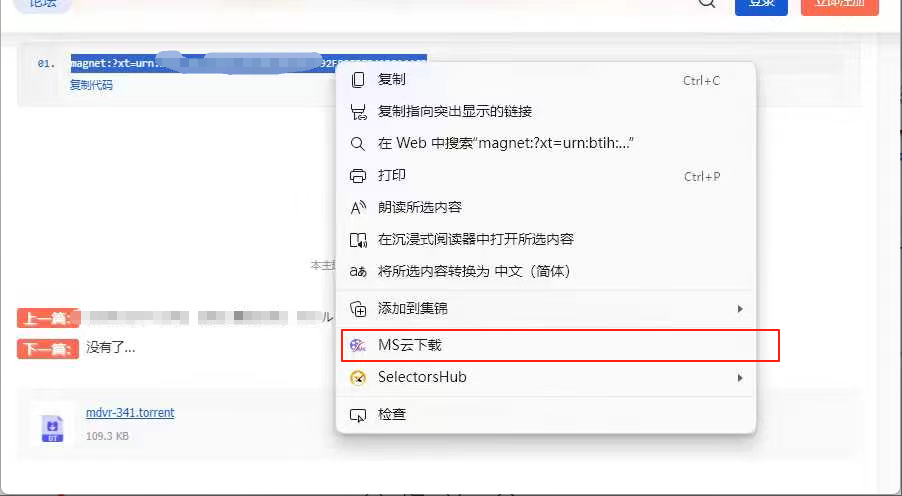 论坛
登录
立即注册
01. magnet:?xt=urn:
复制代码
复制 Ctrl+C
复制指向突出显示的链接
在 Web 中搜索“magnet:?xt=urn:btih:...”
打印 Ctrl+P
朗读所选内容
在沉浸式阅读器中打开所选内容
将所选内容转换为 中文（简体）
本主题
添加到集锦
上一篇: ル
MS云下载
下一篇: 没有了...
SelectorsHub
检查
mdvr-341.torrent
BT
109.3 KB